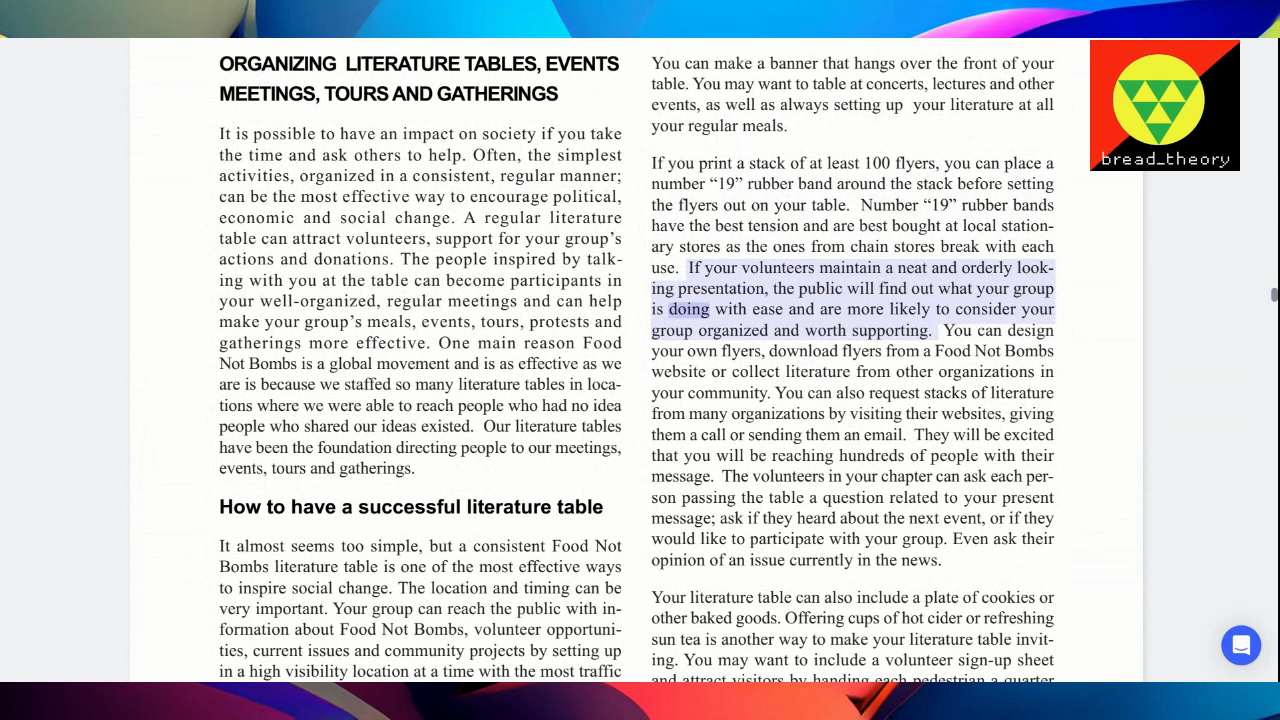 ORGANIZING LITERATURE TABLES, EVENTS
MEETINGS, TOURS AND GATHERINGS
It is possible to have an impact on society if you take
the time and ask others to help. Often, the simplest
activities, organized in a consistent, regular manner;
can be the most effective way to encourage political,
economic and social change. A regular literature
table can attract volunteers, support for your group's
actions and donations. The people inspired by talk-
ing with you at the table can become participants in
your well-organized, regular meetings and can help
make your group's meals, events, tours, protests and
gatherings more effective. One main reason Food
Not Bombs is a global movement and is as effective as we
are is because we staffed so many literature tables in loca-
tions where we were able to reach people who had no idea
people who shared our ideas existed. Our literature tables
have been the foundation directing people to our meetings,
events, tours and gatherings.
How to have a successful literature table
It almost seems too simple, but a consistent Food Not
Bombs literature table is one of the most effective ways
to inspire social change. The location and timing can be
very important. Your group can reach the public with in-
formation about Food Not Bombs, volunteer opportuni-
ties, current issues and community projects by setting up
in a high visibility location at a time with the most traffic
You can make a banner that hangs over the front of your
table. You may want to table at concerts, lectures and other
events, as well as always setting up your literature at all
your regular meals.
If you print a stack of at least 100 flyers, you can place a
number “19” rubber band around the stack before setting
the flyers out on your table. Number “19” rubber bands
have the best tension and are best bought at local station-
ary stores as the ones from chain stores break with each
use. If your volunteers maintain a neat and orderly look-
ing presentation, the public will find out what your group
is doing with ease and are more likely to consider your
group organized and worth supporting. You can design
your own flyers, download flyers from a Food Not Bombs
website or collect literature from other organizations in
your community. You can also request stacks of literature
from many organizations by visiting their websites, giving
them a call or sending them an email. They will be excited
that you will be reaching hundreds of people with their
message. The volunteers in your chapter can ask each per-
son passing the table a question related to your present
message; ask if they heard about the next event, or if they
would like to participate with your group. Even ask their
opinion of an issue currently in the news.
Your literature table can also include a plate of cookies or
other baked goods. Offering cups of hot cider or refreshing
sun tea is another way to make your literature table invit-
ing. You may want to include a volunteer sign-up sheet
and attract visitors by handing each pedestrian a quarter
bread_theory